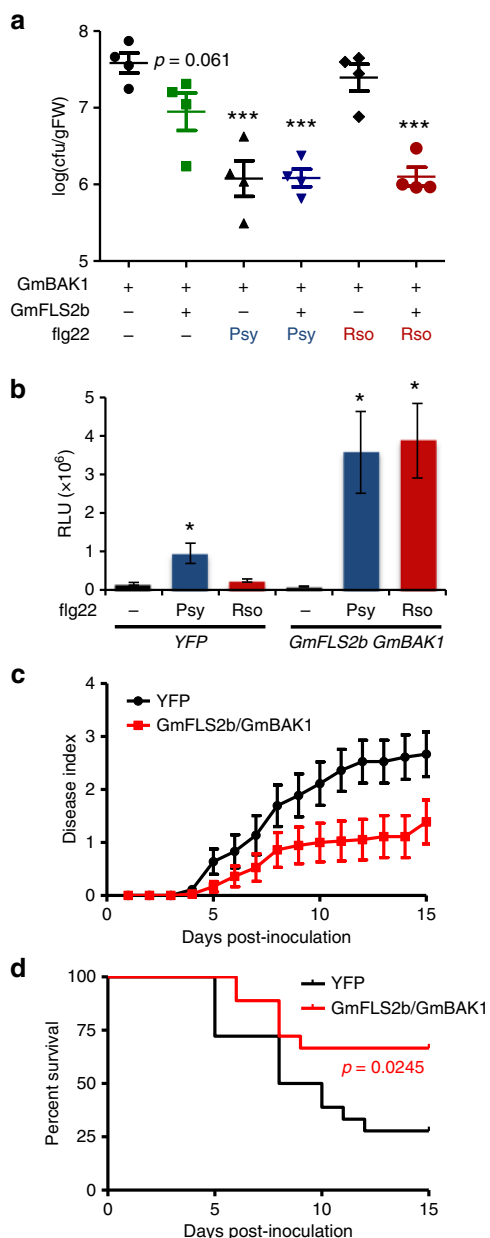 a
8
7
6
5
log(cfu/gFW)
p = 0.061
***
***
***
GmBAK1 + + + + + +
GmFLS2b – + – + – +
flg22 – – Psy Psy Rso Rso
b
5
4
3
2
1
0
RLU (×10⁶)
*
*
*
flg22 – Psy Rso – Psy Rso
YFP GmFLS2b GmBAK1
c
4
3
2
1
0
Disease index
YFP
GmFLS2b/GmBAK1
0 5 10 15
Days post-inoculation
d
100
75
50
25
0
Percent survival
YFP
GmFLS2b/GmBAK1
p = 0.0245
0 5 10 15
Days post-inoculation